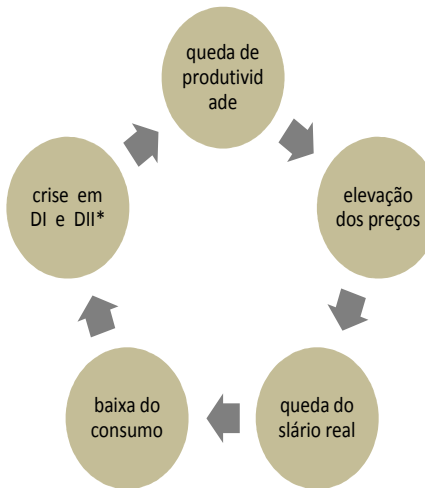 queda de
produtivid
ade
elevação
dos preços
queda do
slário real
baixa do
consumo
crise em
DI e DII*